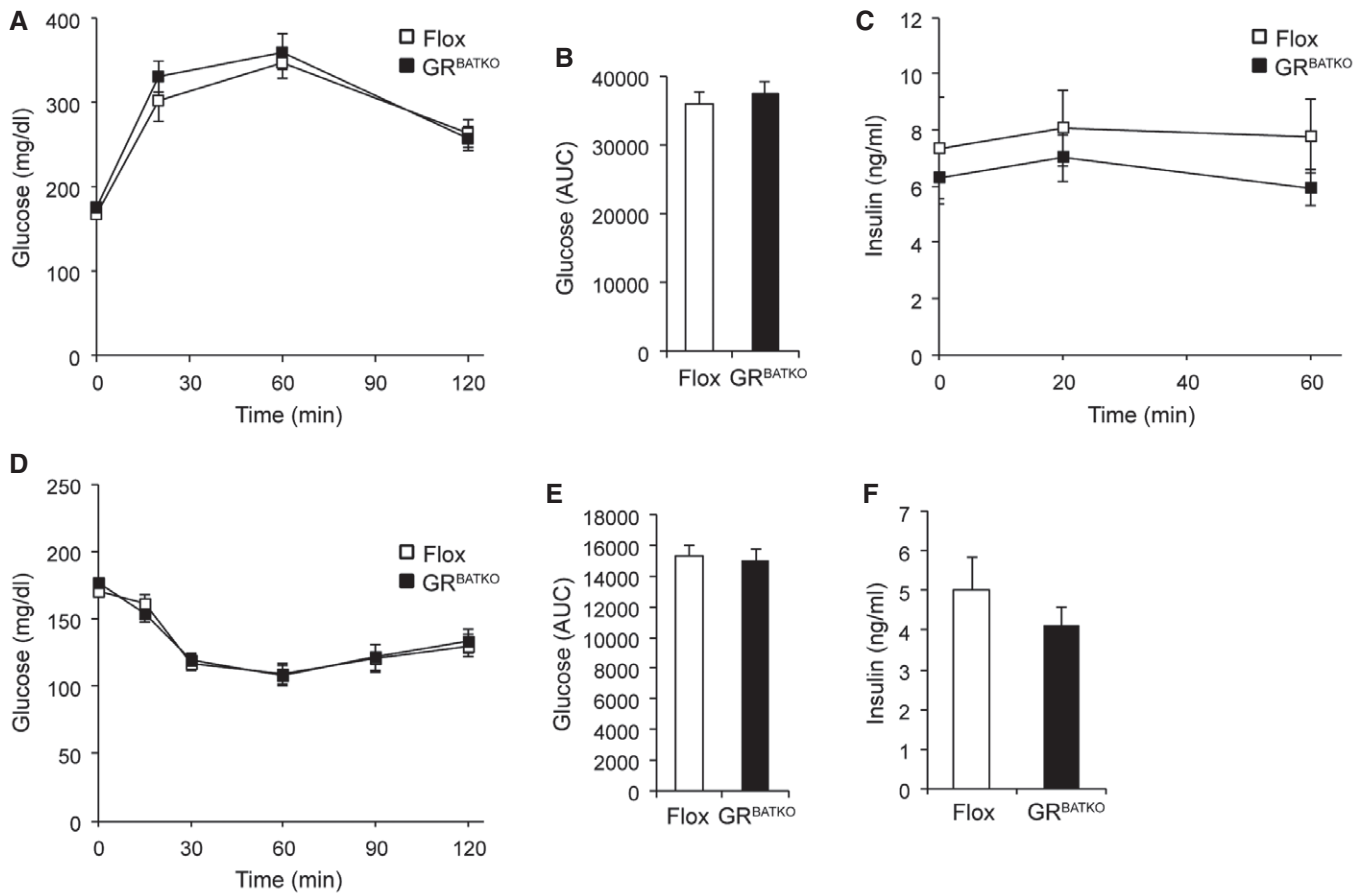 A
Glucose (mg/dl)
400
300
200
100
0
0 30 60 90 120
Time (min)
Flox
GRBATKO
B
Glucose (AUC)
40000
30000
20000
10000
0
Flox GRBATKO
C
Insulin (ng/ml)
12
10
8
6
4
2
0
0 20 40 60
Time (min)
Flox
GRBATKO
D
Glucose (mg/dl)
250
200
150
100
50
0
0 30 60 90 120
Time (min)
Flox
GRBATKO
E
Glucose (AUC)
18000
16000
14000
12000
10000
8000
6000
4000
2000
0
Flox GRBATKO
F
Insulin (ng/ml)
7
6
5
4
3
2
1
0
Flox GRBATKO